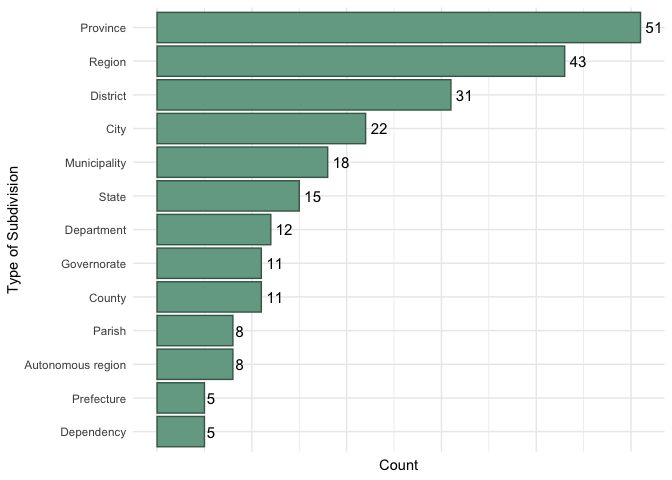 Province 51
Region 43
District 31
City 22
Municipality 18
State 15
Department 12
Governorate 11
County 11
Parish 8
Autonomous region 8
Prefecture 5
Dependency 5
Type of Subdivision
Count